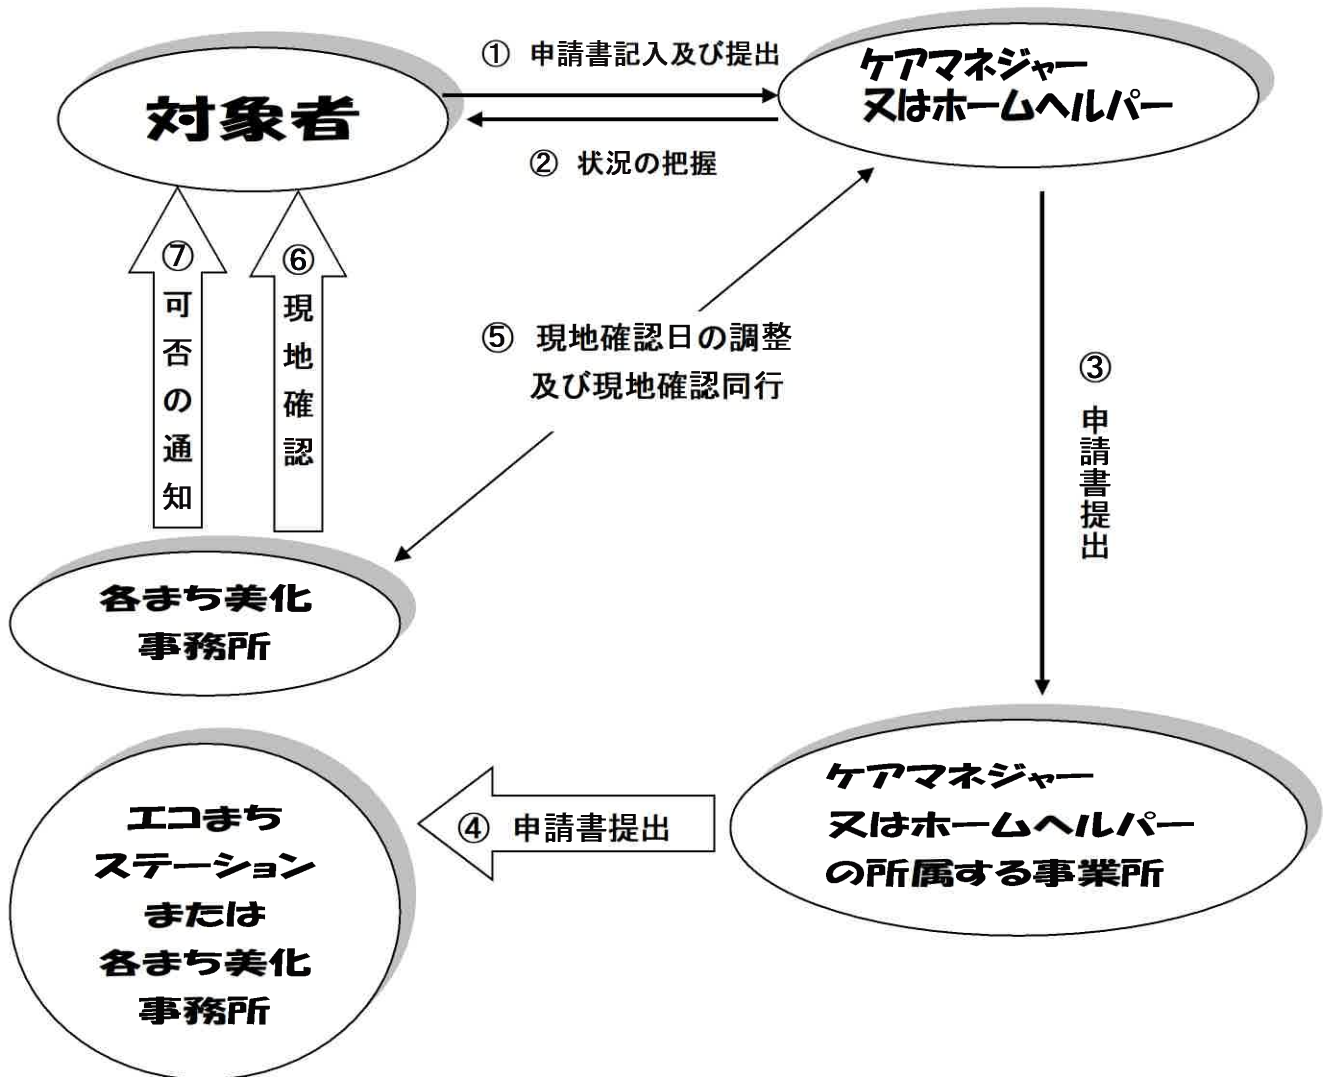 ① 申請書記入及び提出
対象者
ケアマネジャー
又はホームヘルパー
② 状況の把握
⑦可否の通知
⑥現地確認
⑤ 現地確認日の調整
及び現地確認同行
③ 申請書提出
各まち美化
事務所
④ 申請書提出
ケアマネジャー
又はホームヘルパー
の所属する事業所
エコまち
ステーション
または
各まち美化
事務所